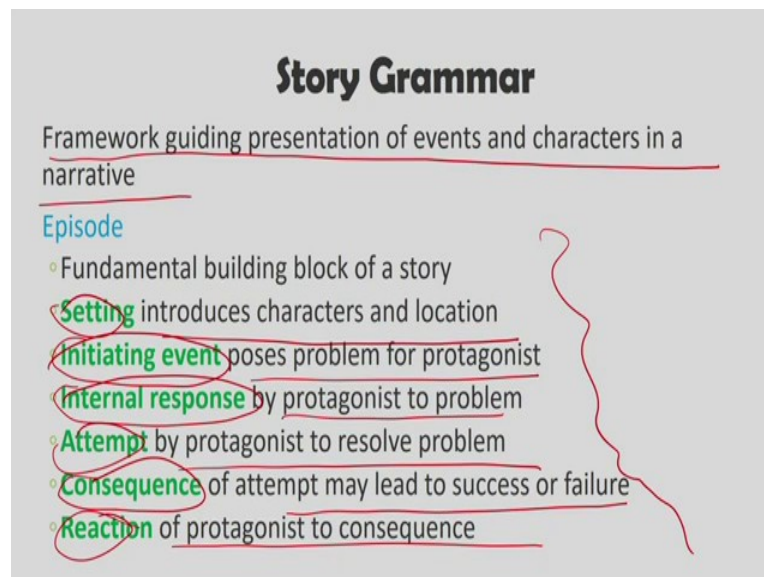 Story Grammar
Framework guiding presentation of events and characters in a
narrative
Episode
◦Fundamental building block of a story
◦Setting introduces characters and location
◦Initiating event poses problem for protagonist
◦Internal response by protagonist to problem
◦Attempt by protagonist to resolve problem
◦Consequence of attempt may lead to success or failure
◦Reaction of protagonist to consequence